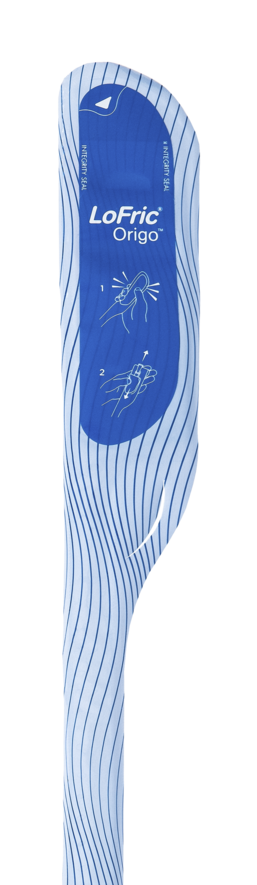 INTEGRITY SEAL
× INTEGRITY SEAL
LoFric®
Origo™
1
2